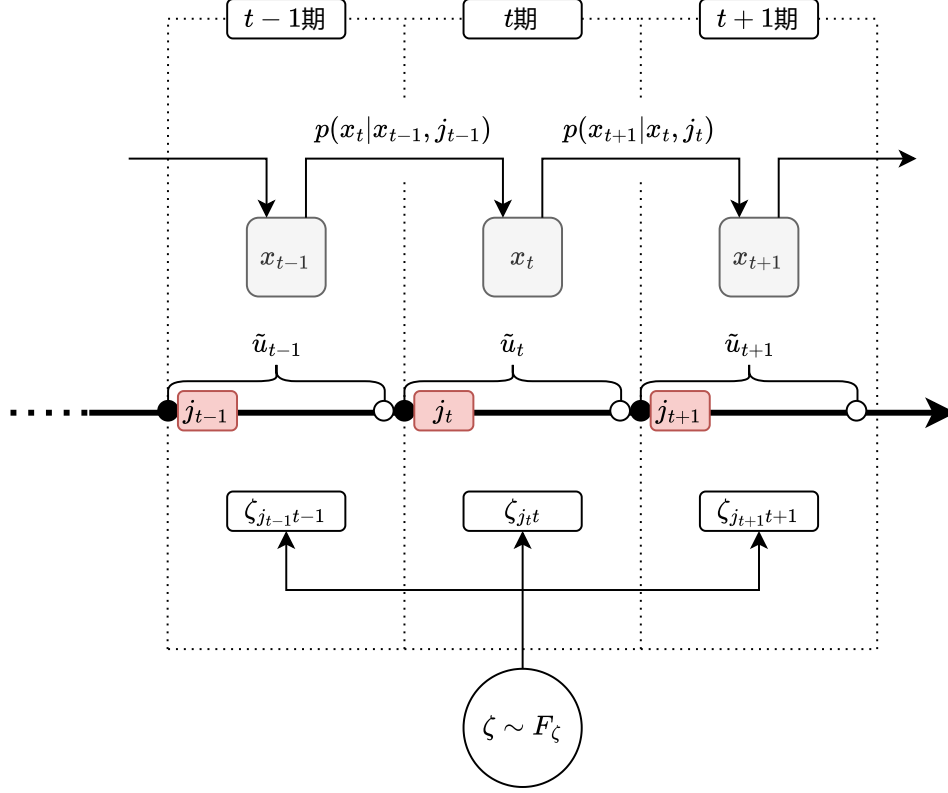 t − 1期
t期
t + 1期
p(x_t|x_{t−1}, j_{t−1})
p(x_{t+1}|x_t, j_t)
x_{t−1}
x_t
x_{t+1}
ũ_{t−1}
ũ_t
ũ_{t+1}
j_{t−1}
j_t
j_{t+1}
ζ_{j_{t−1}t−1}
ζ_{j_t t}
ζ_{j_{t+1}t+1}
ζ ∼ F_ζ